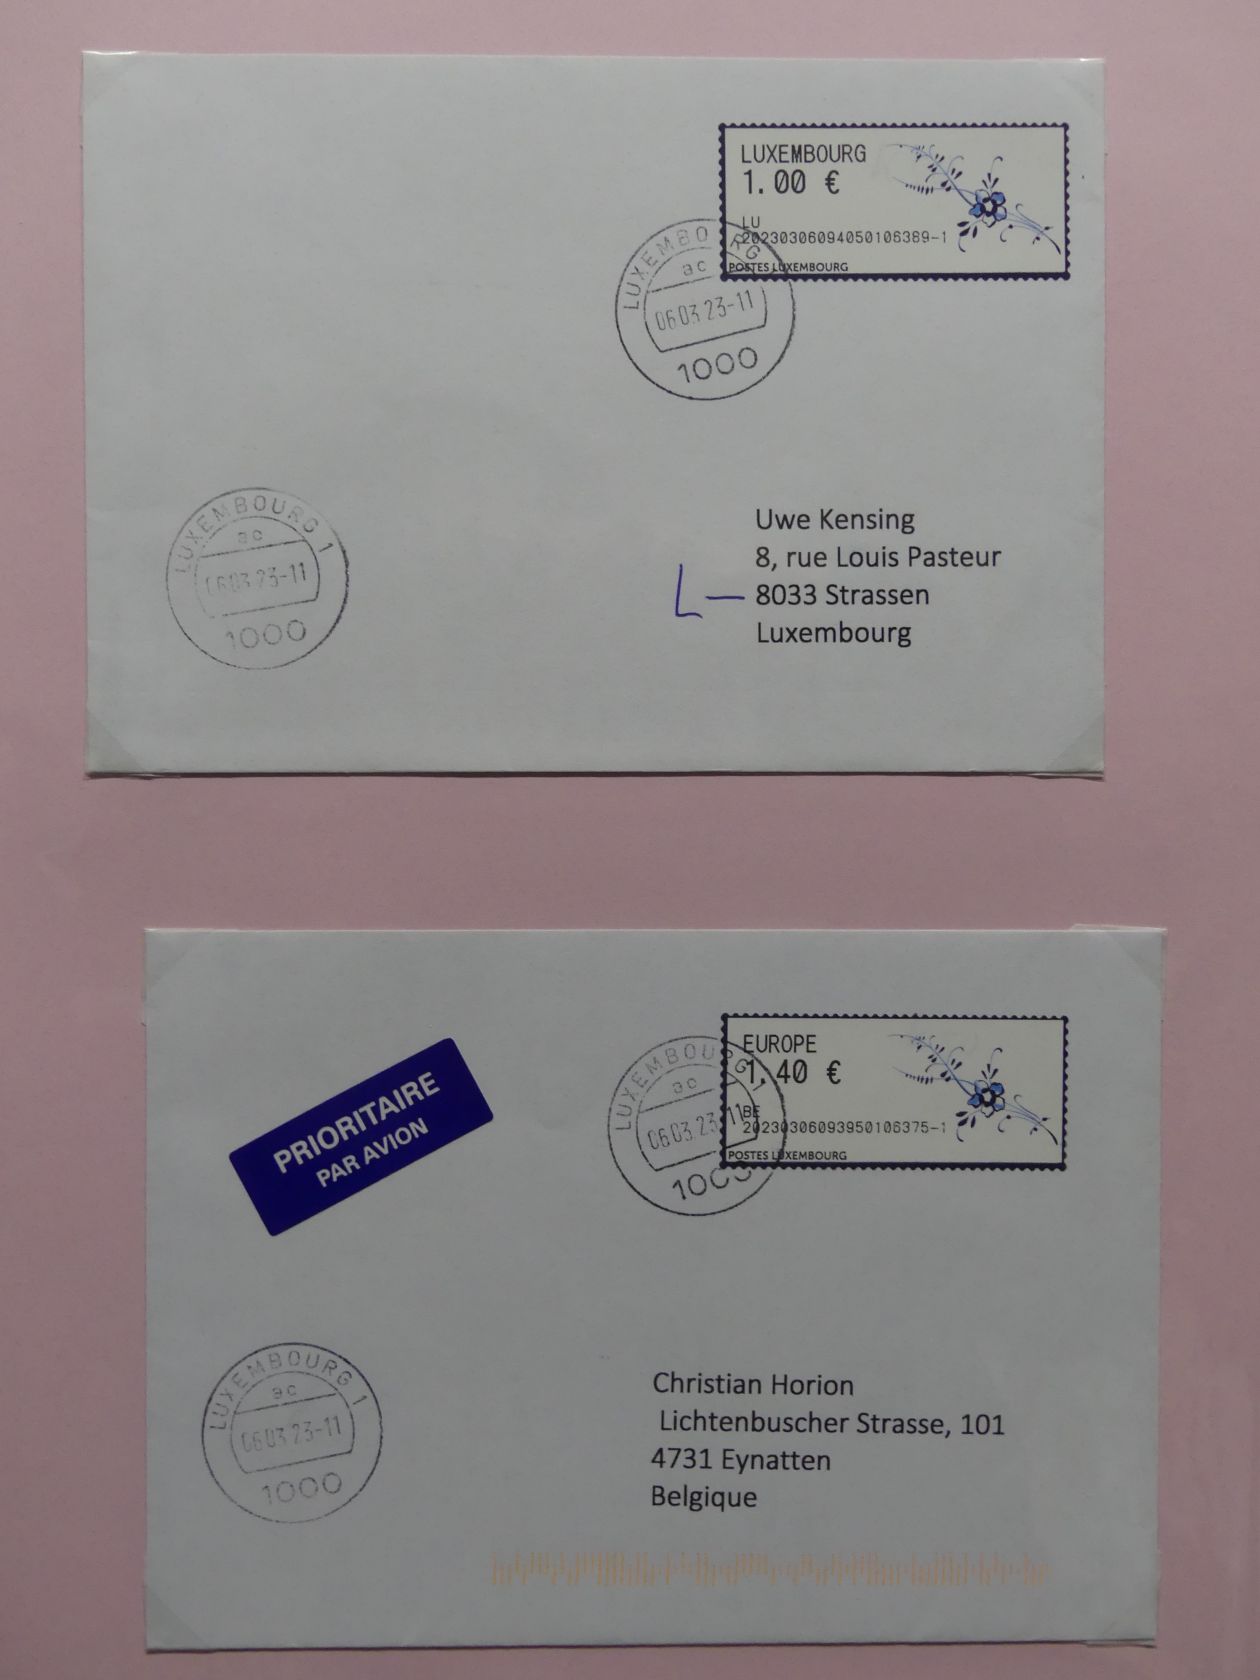 LUXEMBOURG
1.00 €
LU
20230306094050106389-1
POSTES LUXEMBOURG
LUXEMBOURG
ac
06 03 23-11
1000
LUXEMBOURG 1
ac
06 03 23-11
1000
Uwe Kensing
8, rue Louis Pasteur
L – 8033 Strassen
Luxembourg
EUROPE
1.40 €
BE
20230306093950106375-1
POSTES LUXEMBOURG
LUXEMBOURG 1
ac
06 03 23-11
1000
PRIORITAIRE
PAR AVION
LUXEMBOURG 1
ac
06 03 23-11
1000
Christian Horion
Lichtenbuscher Strasse, 101
4731 Eynatten
Belgique